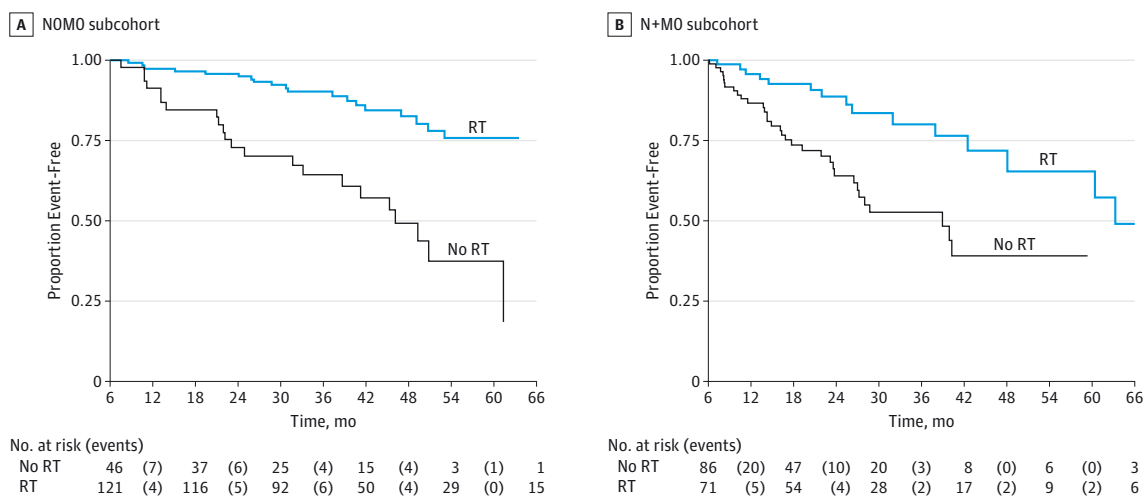 A N0M0 subcohort
1.00
0.75
0.50
0.25
0
Proportion Event-Free
RT
No RT
6 12 18 24 30 36 42 48 54 60 66
Time, mo
No. at risk (events)
No RT 46 (7) 37 (6) 25 (4) 15 (4) 3 (1) 1
RT 121 (4) 116 (5) 92 (6) 50 (4) 29 (0) 15
B N+M0 subcohort
1.00
0.75
0.50
0.25
0
Proportion Event-Free
RT
No RT
6 12 18 24 30 36 42 48 54 60 66
Time, mo
No. at risk (events)
No RT 86 (20) 47 (10) 20 (3) 8 (0) 6 (0) 3
RT 71 (5) 54 (4) 28 (2) 17 (2) 9 (2) 6